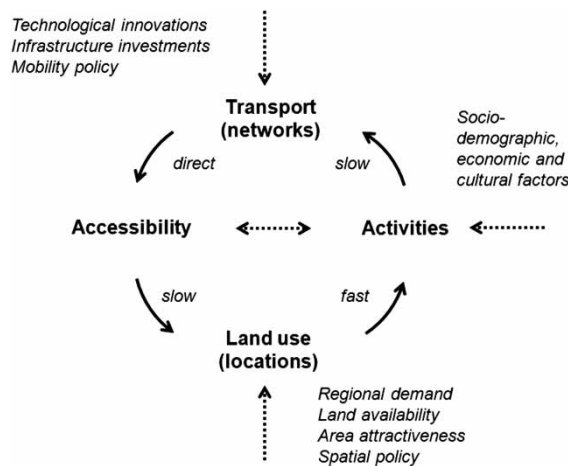 Technological innovations
Infrastructure investments
Mobility policy
Transport
(networks)
Socio-
demographic,
economic and
cultural factors
direct
slow
Accessibility
Activities
slow
fast
Land use
(locations)
Regional demand
Land availability
Area attractiveness
Spatial policy